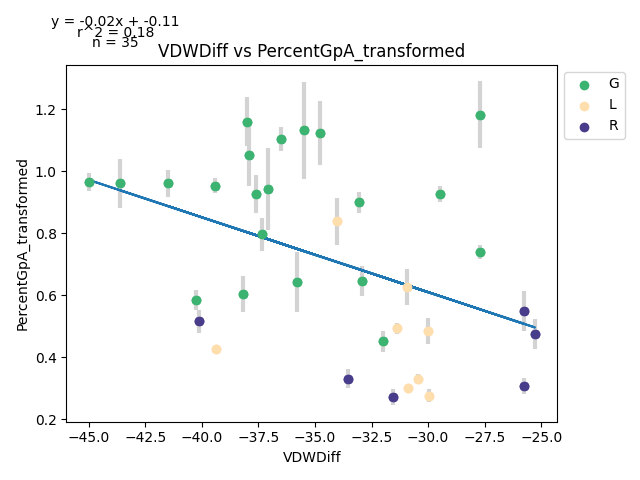 y = -0.02x + -0.11
r^2 = 0.18
n = 35
VDWDiff vs PercentGpA_transformed
G
L
R
PercentGpA_transformed
1.2
1.0
0.8
0.6
0.4
0.2
−45.0 −42.5 −40.0 −37.5 −35.0 −32.5 −30.0 −27.5 −25.0
VDWDiff